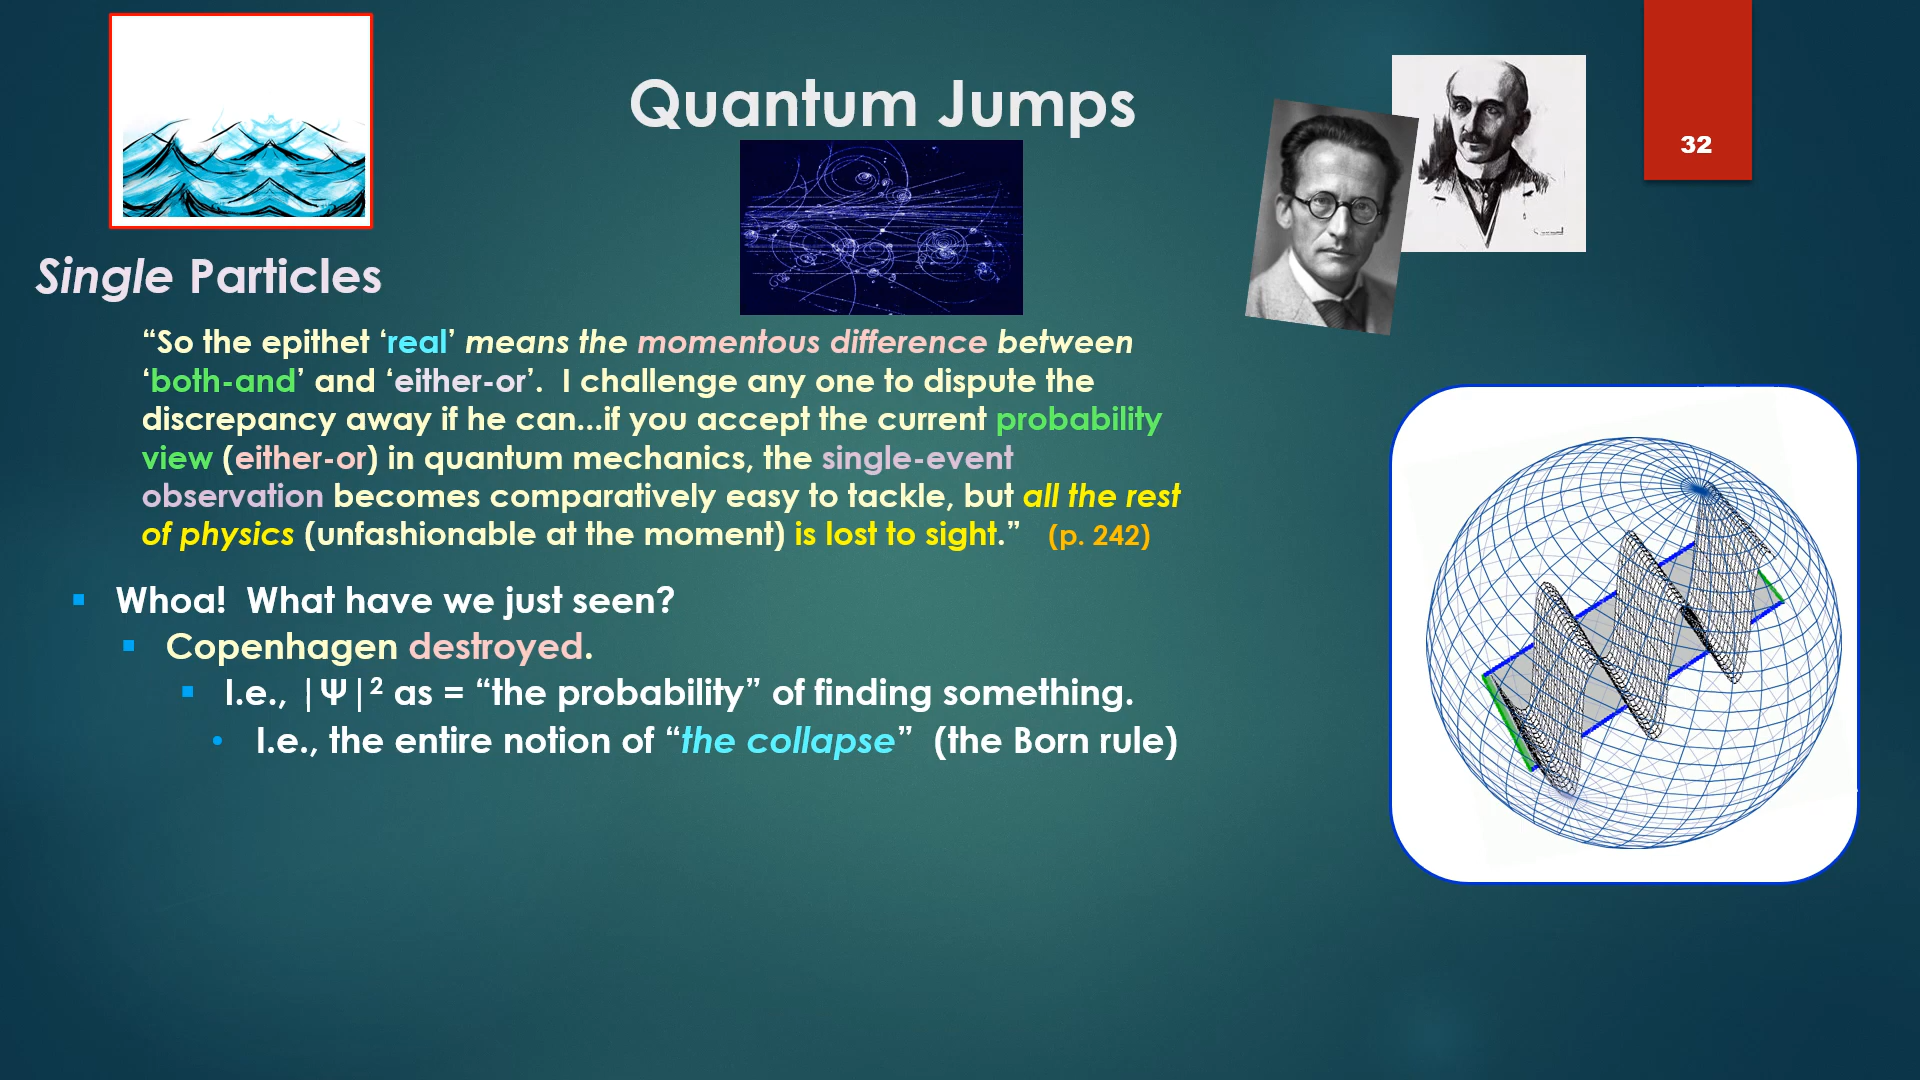 Quantum Jumps
32
Single Particles
“So the epithet ‘real’ means the momentous difference between
‘both-and’ and ‘either-or’.  I challenge any one to dispute the
discrepancy away if he can...if you accept the current probability
view (either-or) in quantum mechanics, the single-event
observation becomes comparatively easy to tackle, but all the rest
of physics (unfashionable at the moment) is lost to sight.”   (p. 242)
▪ Whoa!  What have we just seen?
▪ Copenhagen destroyed.
▪ I.e., |Ψ|² as = “the probability” of finding something.
• I.e., the entire notion of “the collapse”  (the Born rule)